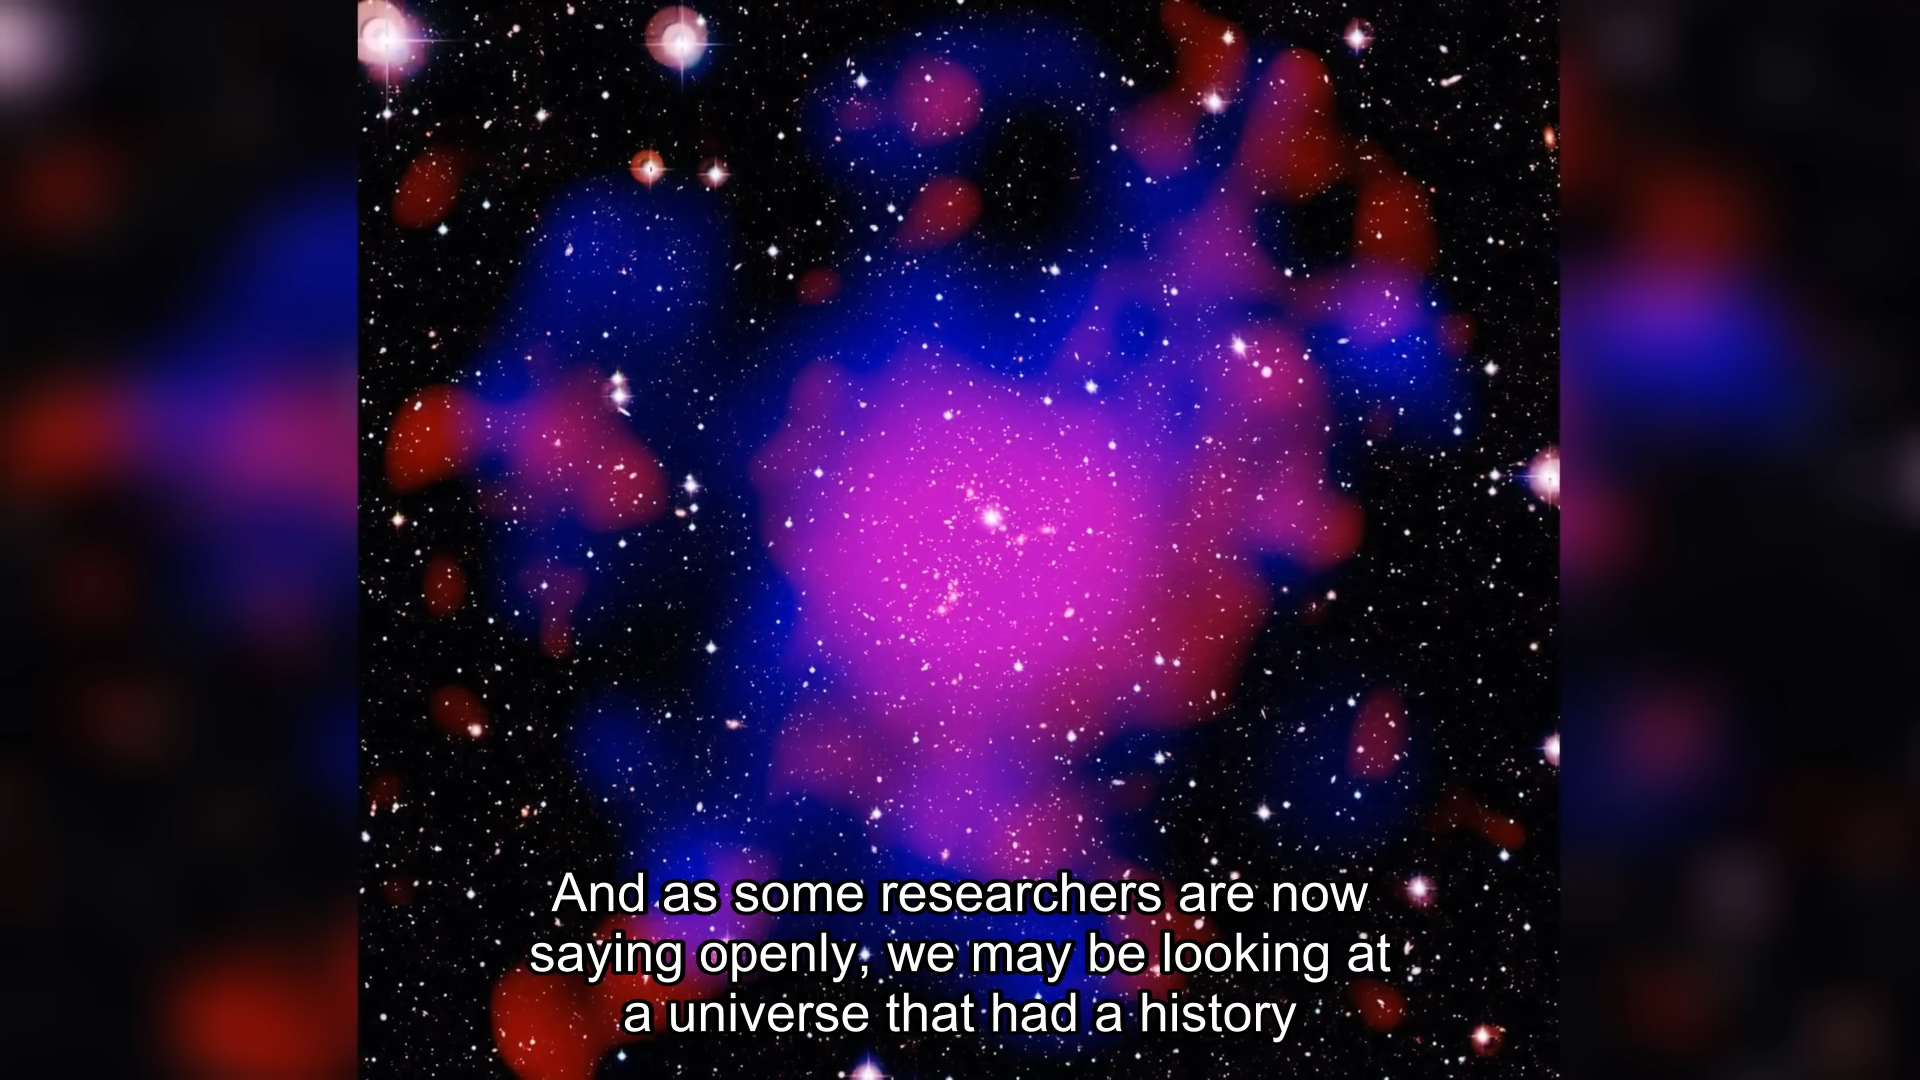 And as some researchers are now
saying openly, we may be looking at
a universe that had a history